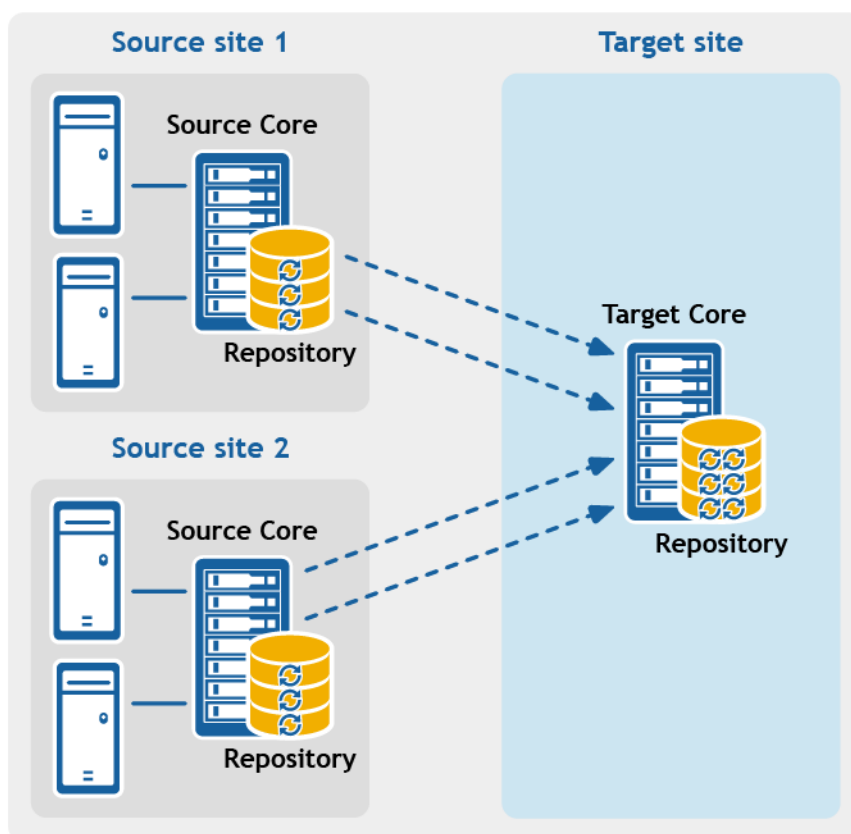 Source site 1
Target site
Source Core
Repository
Target Core
Repository
Source site 2
Source Core
Repository